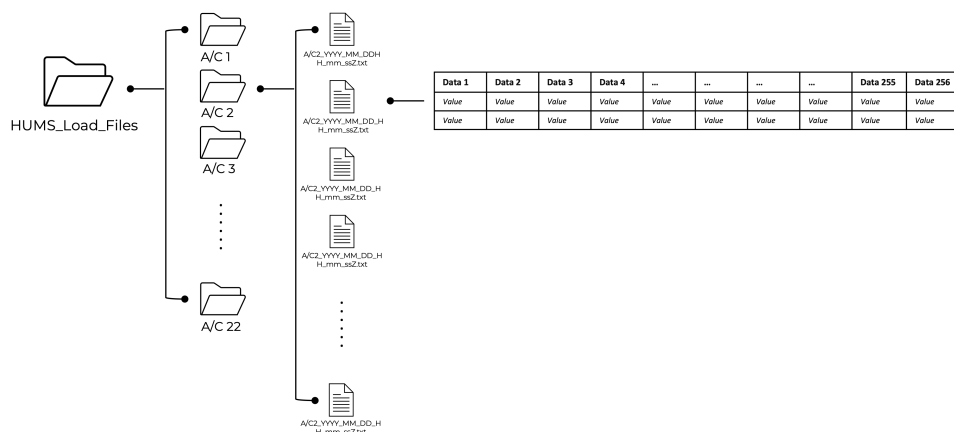 HUMS_Load_Files
A/C 1
A/C 2
A/C 3
A/C 22
A/C2_YYYY_MM_DDH
H_mm_ssZ.txt
A/C2_YYYY_MM_DD_H
H_mm_ssZ.txt
A/C2_YYYY_MM_DD_H
H_mm_ssZ.txt
A/C2_YYYY_MM_DD_H
H_mm_ssZ.txt
A/C2_YYYY_MM_DD_H
H_mm_ssZ.txt
Data 1 Data 2 Data 3 Data 4 ... ... ... ... Data 255 Data 256
Value Value Value Value Value Value Value Value Value Value
Value Value Value Value Value Value Value Value Value Value